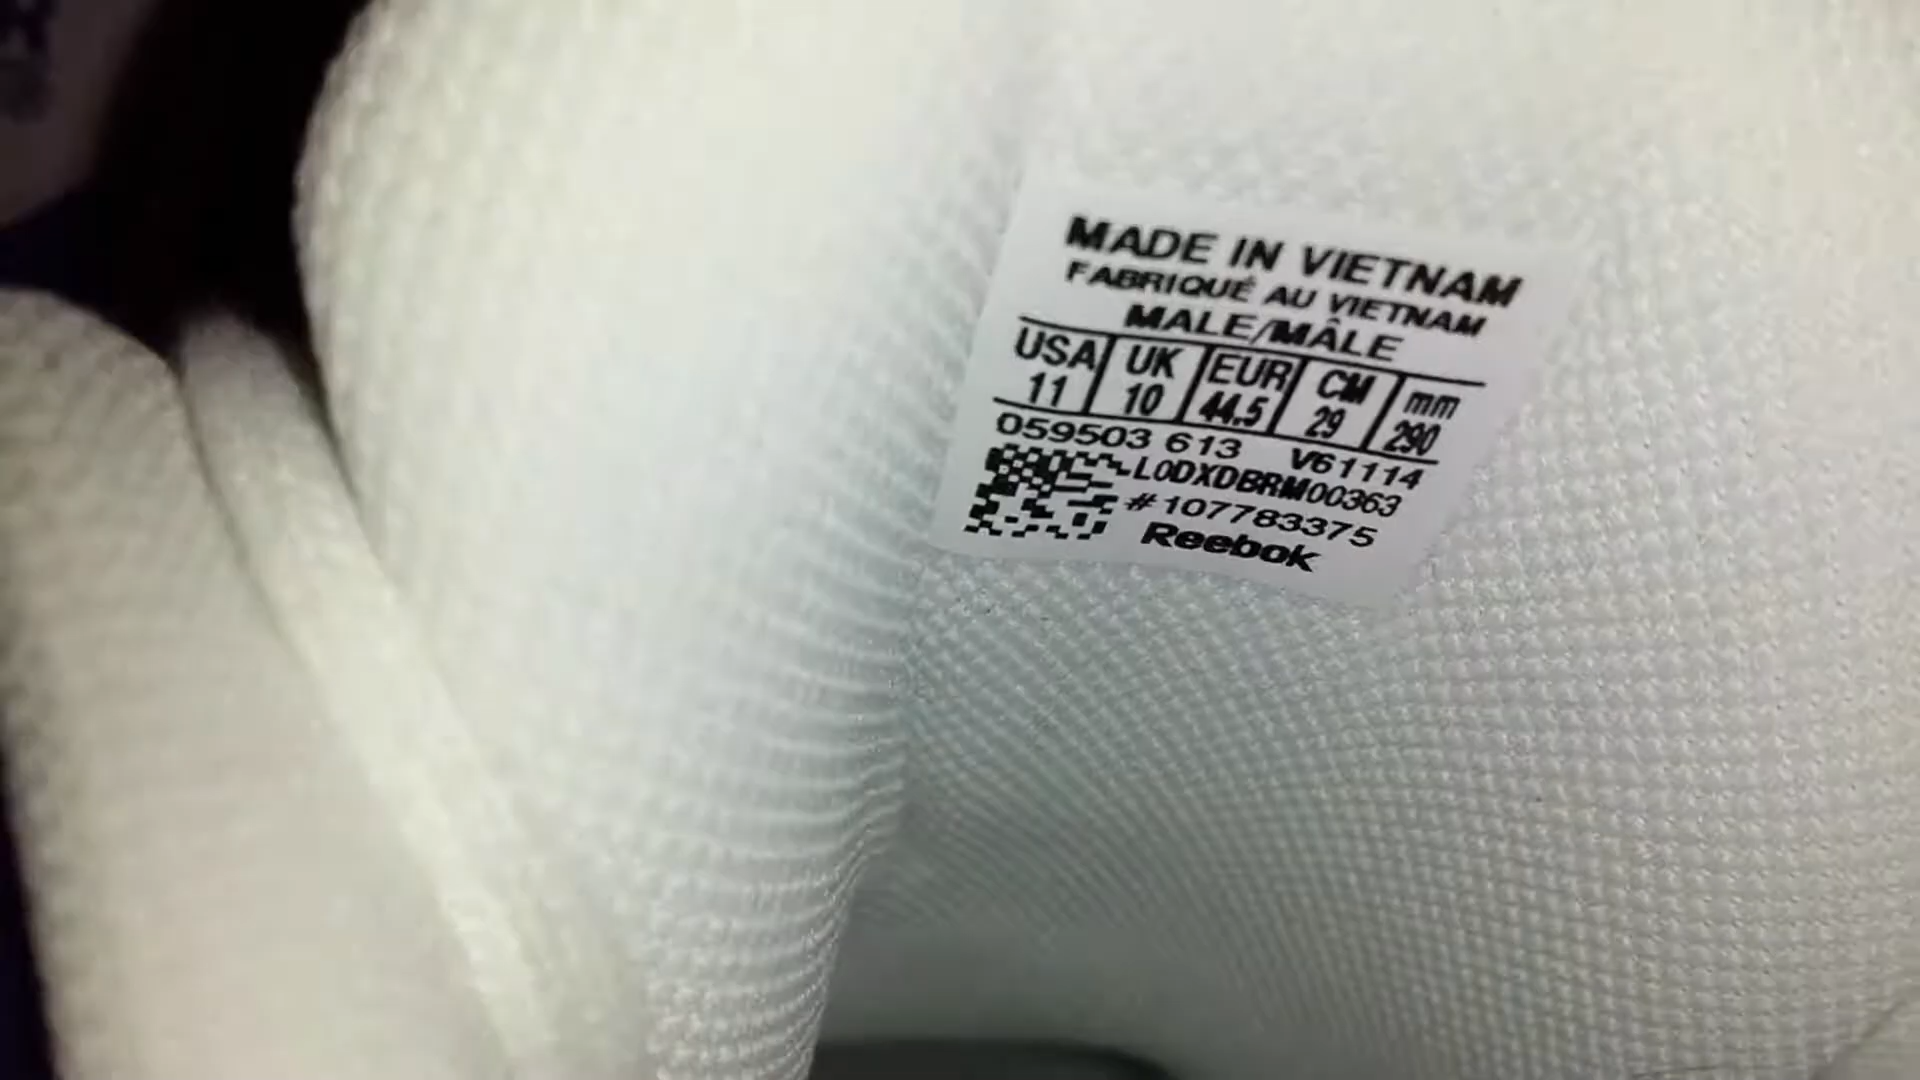 MADE IN VIETNAM
FABRIQUÉ AU VIETNAM
MALE/MÂLE
USA UK EUR CM mm
11 10 44.5 29 290
059503 613 V61114
L0DXDBRM00363
#107783375
Reebok